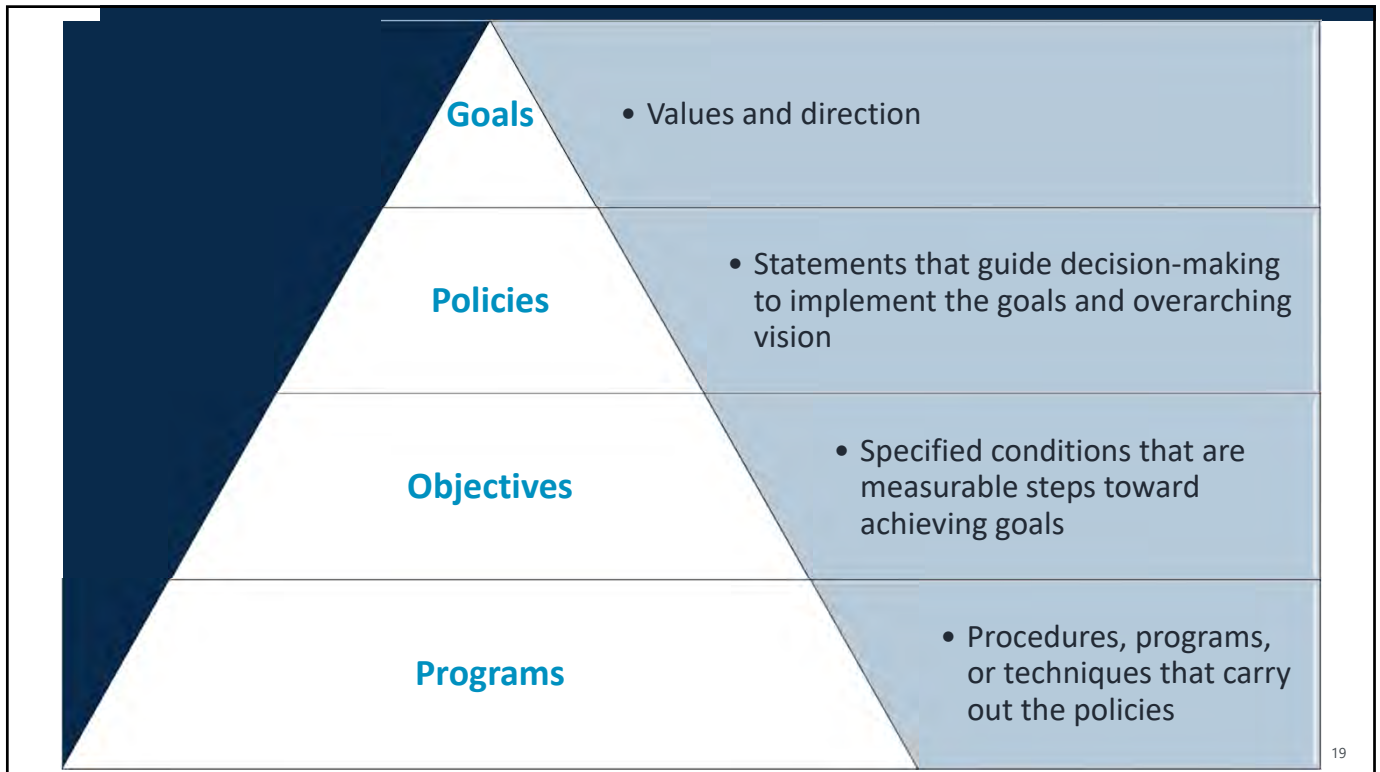 Goals
• Values and direction
Policies
• Statements that guide decision-making
to implement the goals and overarching
vision
Objectives
• Specified conditions that are
measurable steps toward
achieving goals
Programs
• Procedures, programs,
or techniques that carry
out the policies
19